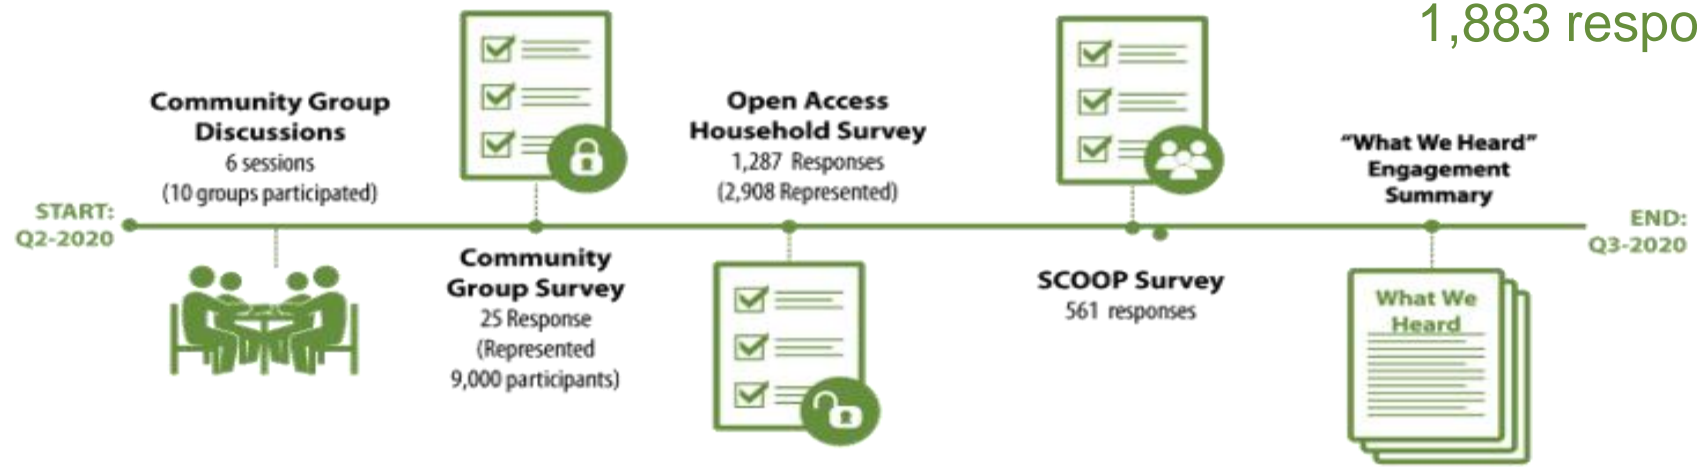 1,883 respo
Community Group
Discussions
6 sessions
(10 groups participated)
START:
Q2-2020
Community
Group Survey
25 Response
(Represented
9,000 participants)
Open Access
Household Survey
1,287 Responses
(2,908 Represented)
SCOOP Survey
561 responses
“What We Heard”
Engagement
Summary
What We
Heard
END:
Q3-2020